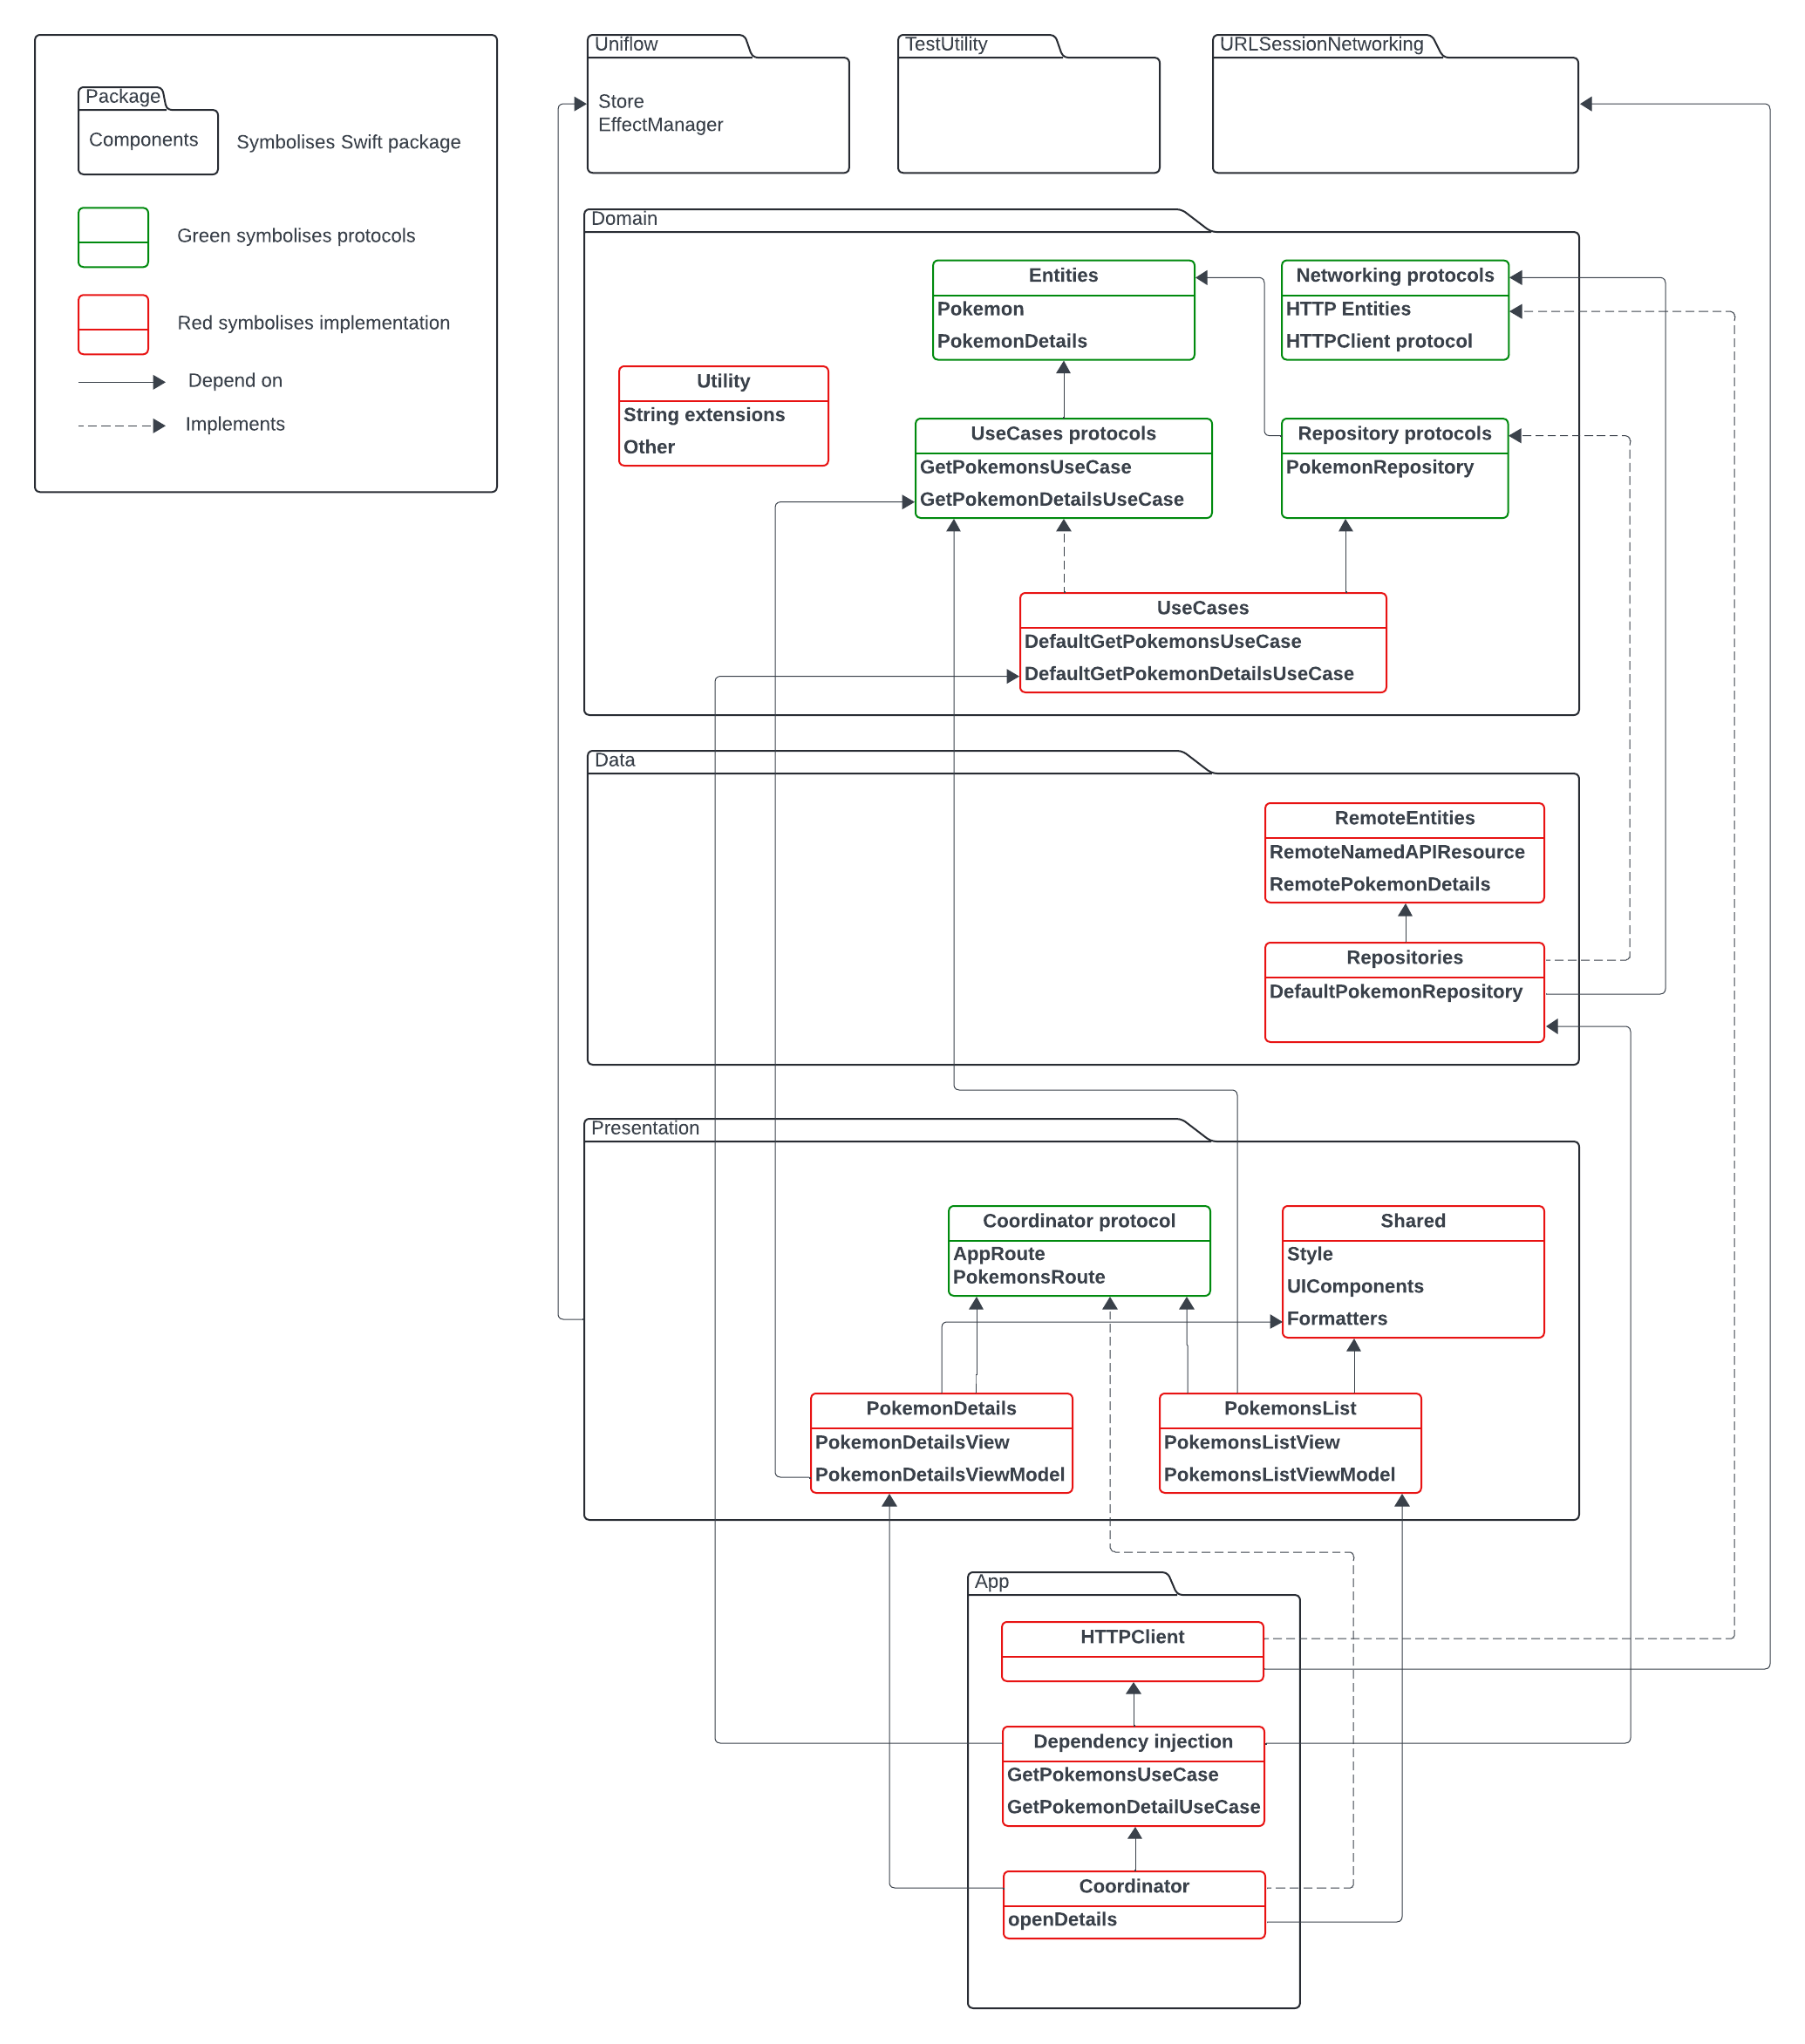 Package
Components
Symbolises Swift package
Green symbolises protocols
Red symbolises implementation
Depend on
Implements
Uniflow
Store
EffectManager
TestUtility
URLSessionNetworking
Domain
Entities
Pokemon
PokemonDetails
Networking protocols
HTTP Entities
HTTPClient protocol
Utility
String extensions
Other
UseCases protocols
GetPokemonsUseCase
GetPokemonDetailsUseCase
Repository protocols
PokemonRepository
UseCases
DefaultGetPokemonsUseCase
DefaultGetPokemonDetailsUseCase
Data
RemoteEntities
RemoteNamedAPIResource
RemotePokemonDetails
Repositories
DefaultPokemonRepository
Presentation
Coordinator protocol
AppRoute
PokemonsRoute
Shared
Style
UIComponents
Formatters
PokemonDetails
PokemonDetailsView
PokemonDetailsViewModel
PokemonsList
PokemonsListView
PokemonsListViewModel
App
HTTPClient
Dependency injection
GetPokemonsUseCase
GetPokemonDetailUseCase
Coordinator
openDetails